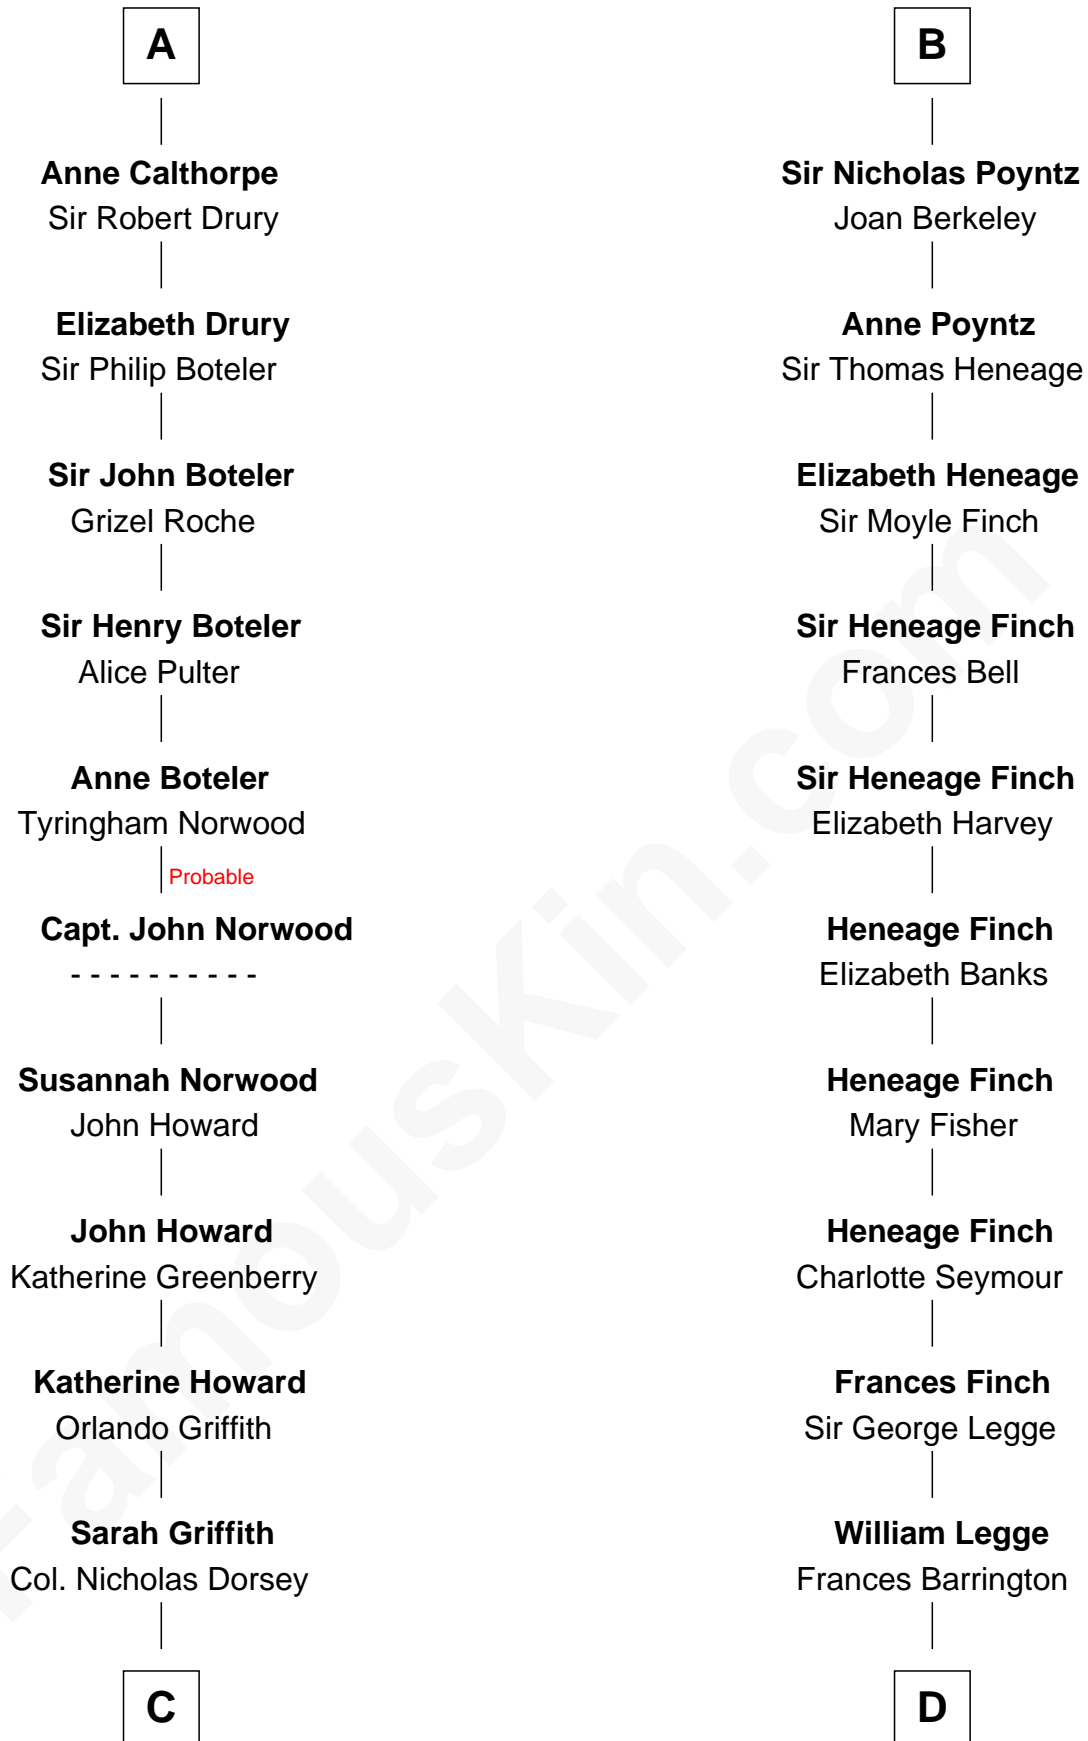 A
Anne Calthorpe
Sir Robert Drury
Elizabeth Drury
Sir Philip Boteler
Sir John Boteler
Grizel Roche
Sir Henry Boteler
Alice Pulter
Anne Boteler
Tyringham Norwood
Probable
Capt. John Norwood
- - - - - - - - - -
Susannah Norwood
John Howard
John Howard
Katherine Greenberry
Katherine Howard
Orlando Griffith
Sarah Griffith
Col. Nicholas Dorsey
C
B
Sir Nicholas Poyntz
Joan Berkeley
Anne Poyntz
Sir Thomas Heneage
Elizabeth Heneage
Sir Moyle Finch
Sir Heneage Finch
Frances Bell
Sir Heneage Finch
Elizabeth Harvey
Heneage Finch
Elizabeth Banks
Heneage Finch
Mary Fisher
Heneage Finch
Charlotte Seymour
Frances Finch
Sir George Legge
William Legge
Frances Barrington
D
FamousKin.com